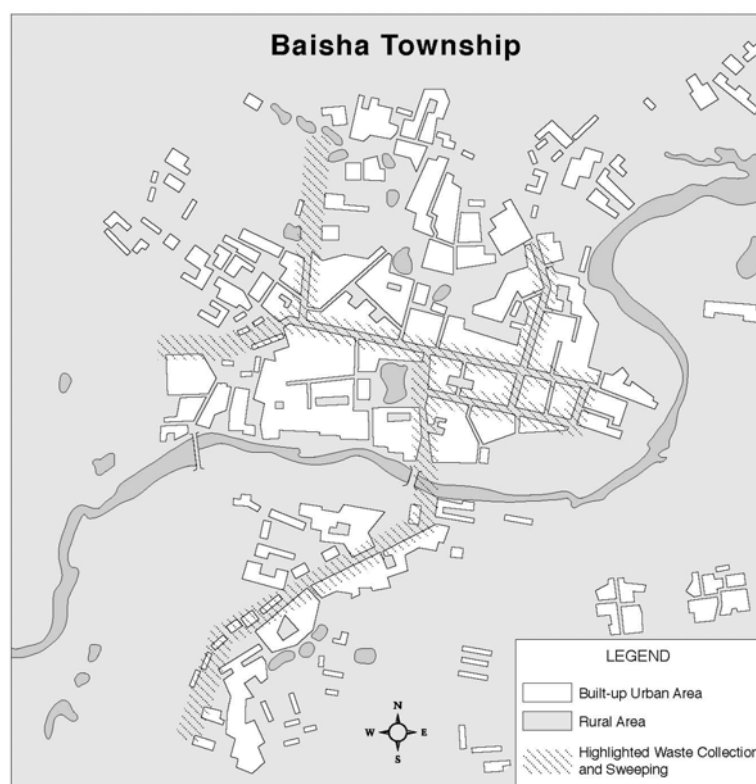 Baisha Township
N
W E
S
LEGEND
Built-up Urban Area
Rural Area
Highlighted Waste Collection
and Sweeping